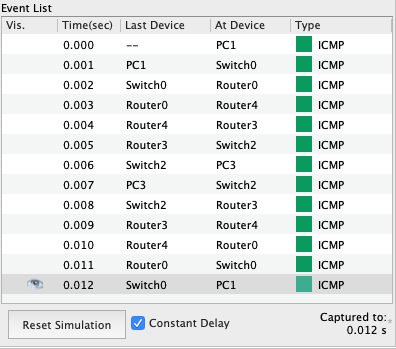 Event List
Vis. Time(sec) Last Device At Device Type
0.000 -- PC1 ICMP
0.001 PC1 Switch0 ICMP
0.002 Switch0 Router0 ICMP
0.003 Router0 Router4 ICMP
0.004 Router4 Router3 ICMP
0.005 Router3 Switch2 ICMP
0.006 Switch2 PC3 ICMP
0.007 PC3 Switch2 ICMP
0.008 Switch2 Router3 ICMP
0.009 Router3 Router4 ICMP
0.010 Router4 Router0 ICMP
0.011 Router0 Switch0 ICMP
0.012 Switch0 PC1 ICMP
Reset Simulation Constant Delay Captured to:
0.012 s